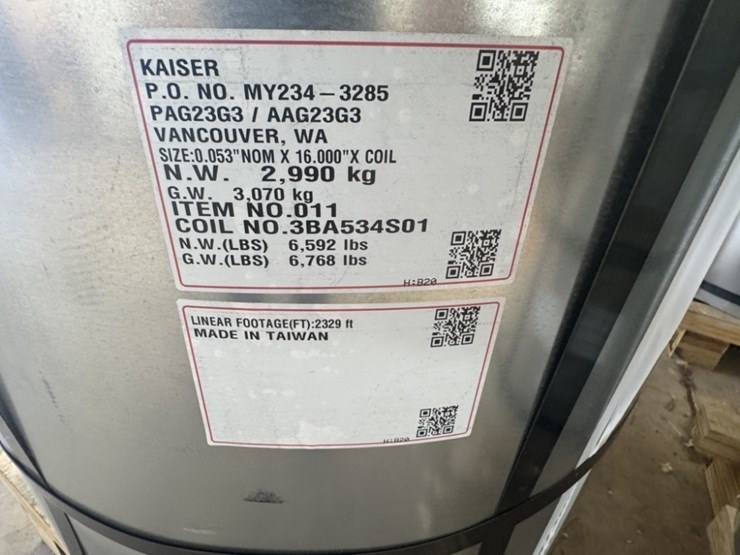 KAISER
P.O. NO. MY234-3285
PAG23G3 / AAG23G3
VANCOUVER, WA
SIZE:0.053"NOM X 16.000"X COIL
N.W. 2,990 kg
G.W. 3,070 kg
ITEM NO.011
COIL NO.3BA534S01
N.W.(LBS) 6,592 lbs
G.W.(LBS) 6,768 lbs
H:B20
LINEAR FOOTAGE(FT):2329 ft
MADE IN TAIWAN
H:B20